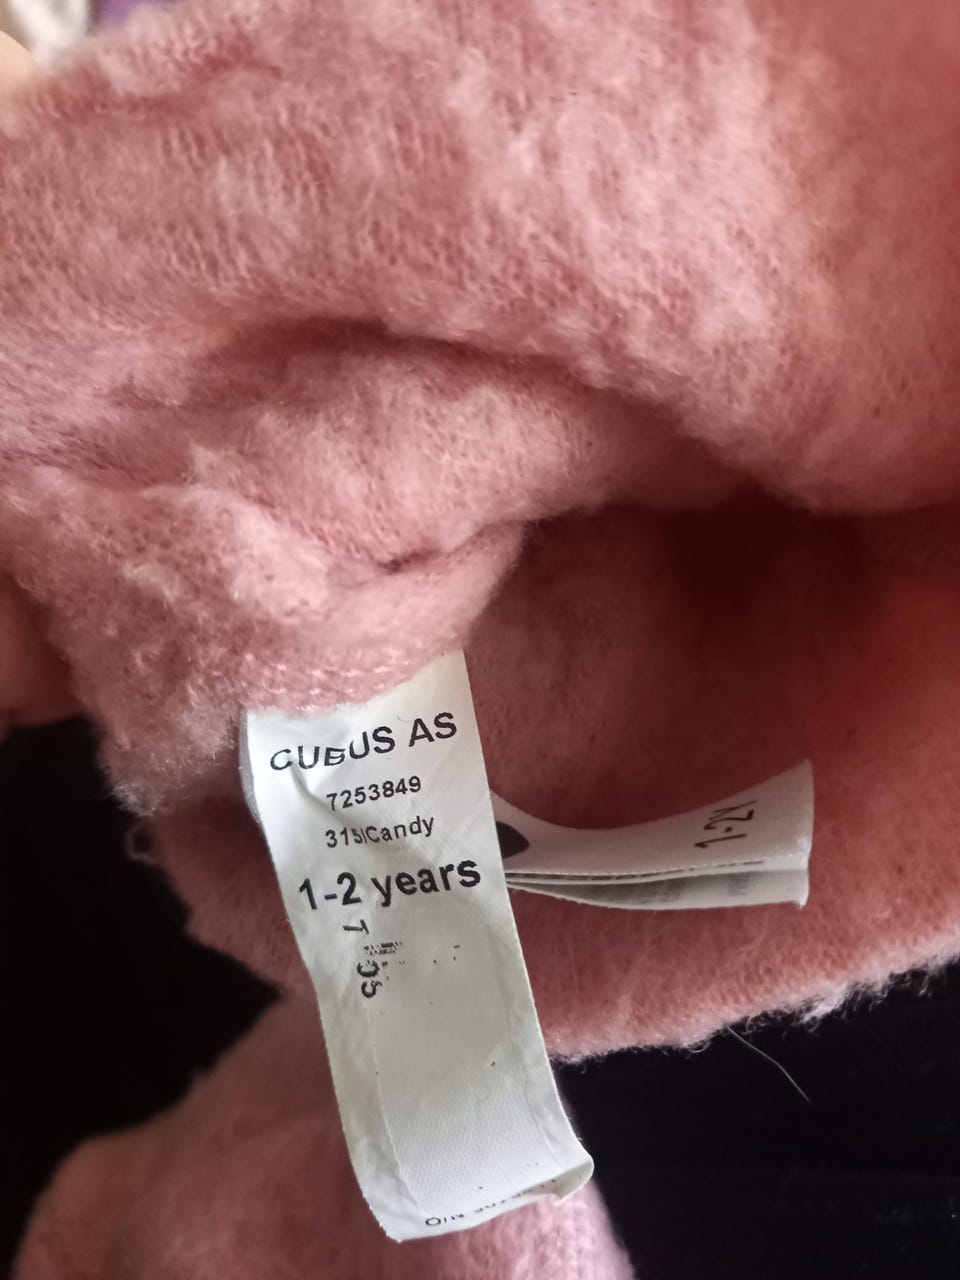 CUBUS AS
7253849
315/Candy
1-2 years
1-2Y